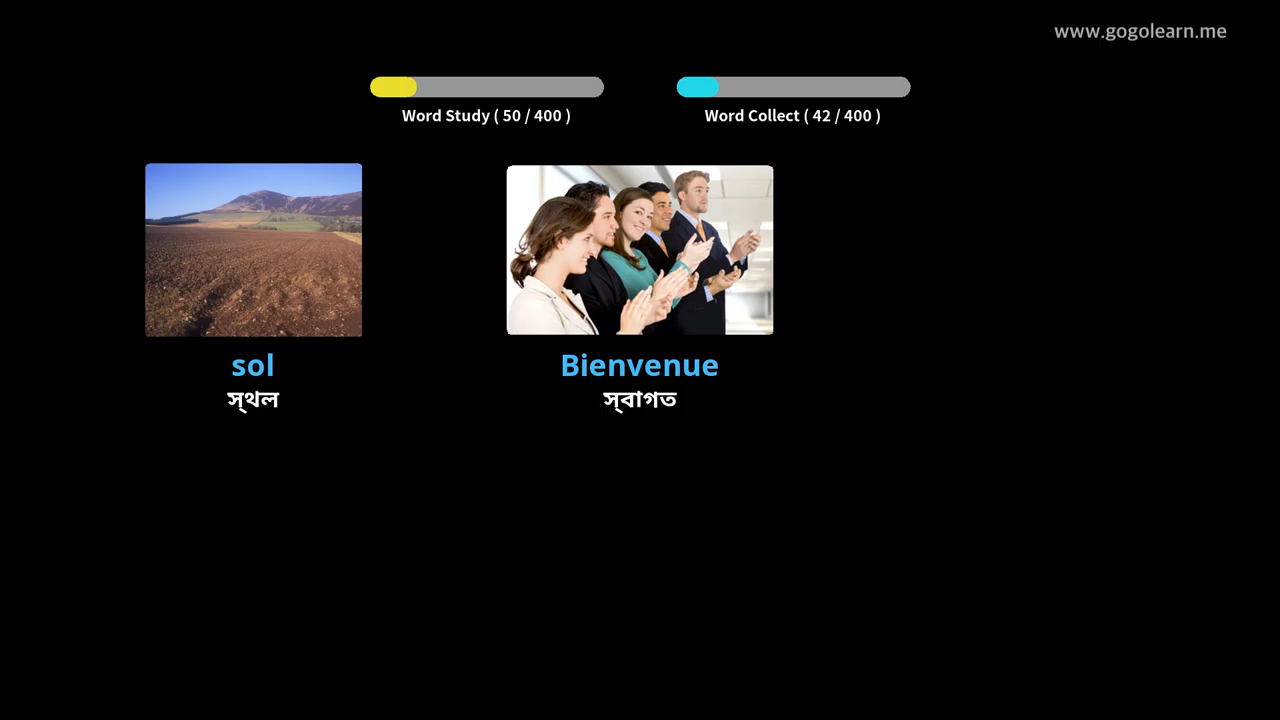 www.gogolearn.me
Word Study ( 50 / 400 )
Word Collect ( 42 / 400 )
sol
স্থল
Bienvenue
স্বাগত